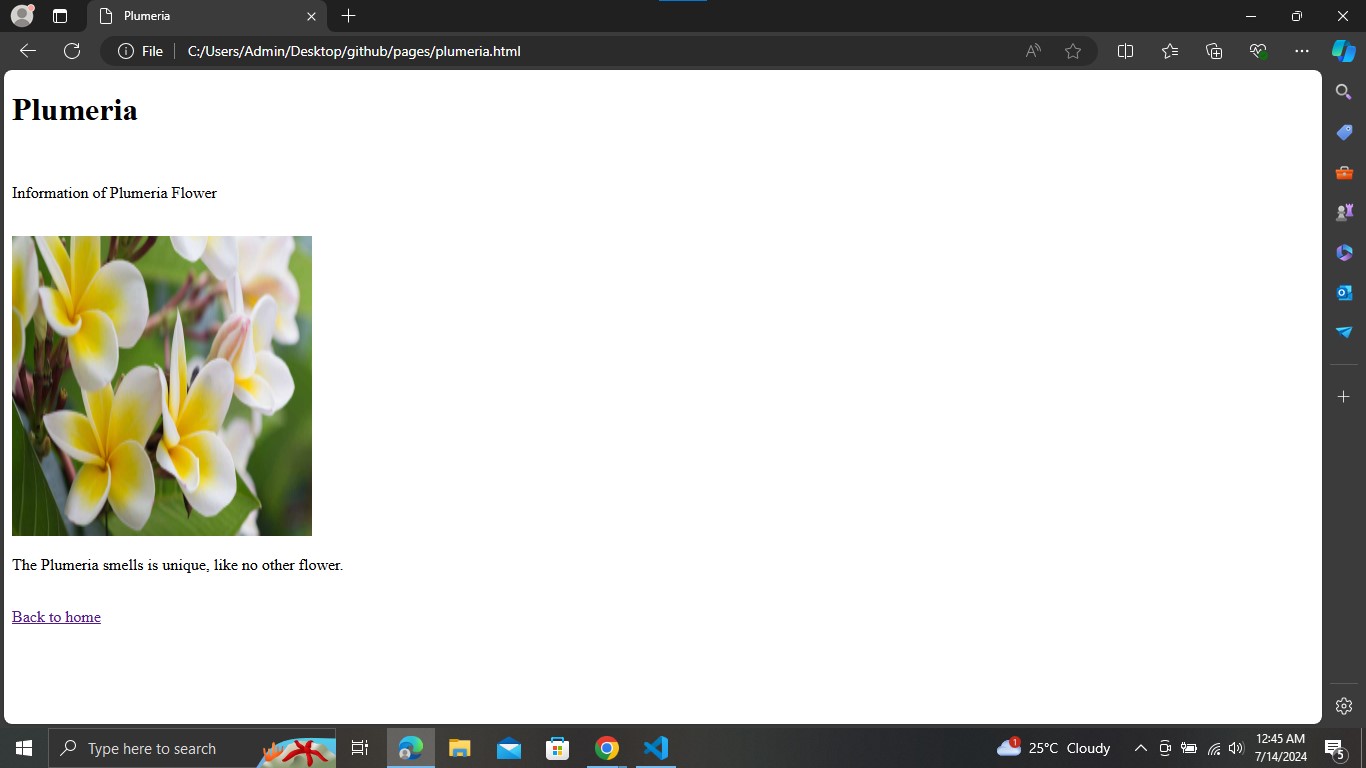 Plumeria
File
C:/Users/Admin/Desktop/github/pages/plumeria.html
Plumeria
Information of Plumeria Flower
The Plumeria smells is unique, like no other flower.
Back to home
Type here to search
1
25°C Cloudy
12:45 AM
7/14/2024
5